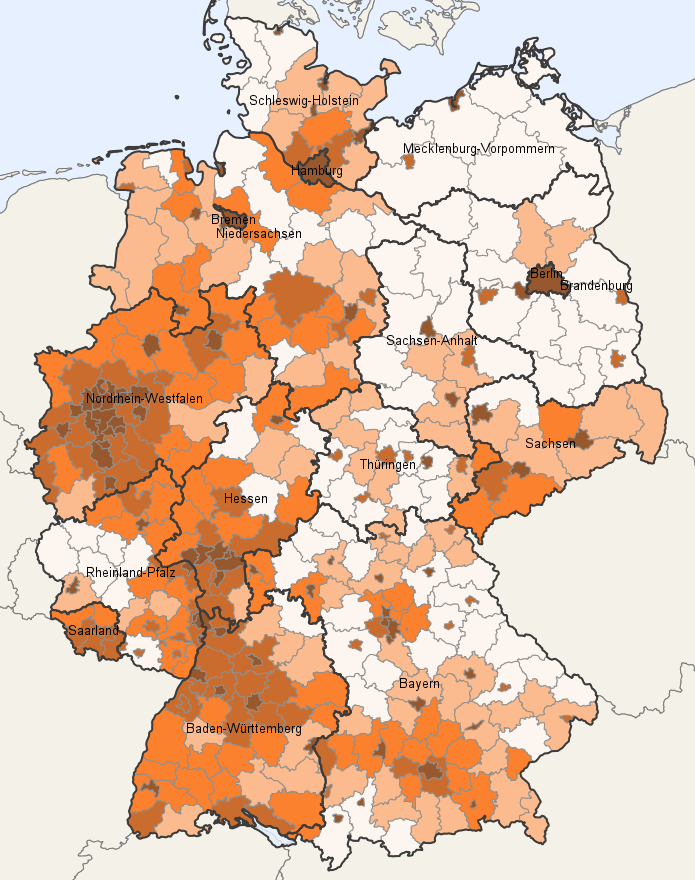 Schleswig-Holstein
Mecklenburg-Vorpommern
Hamburg
Bremen
Niedersachsen
Berlin
Brandenburg
Sachsen-Anhalt
Nordrhein-Westfalen
Sachsen
Thüringen
Hessen
Rheinland-Pfalz
Saarland
Bayern
Baden-Württemberg